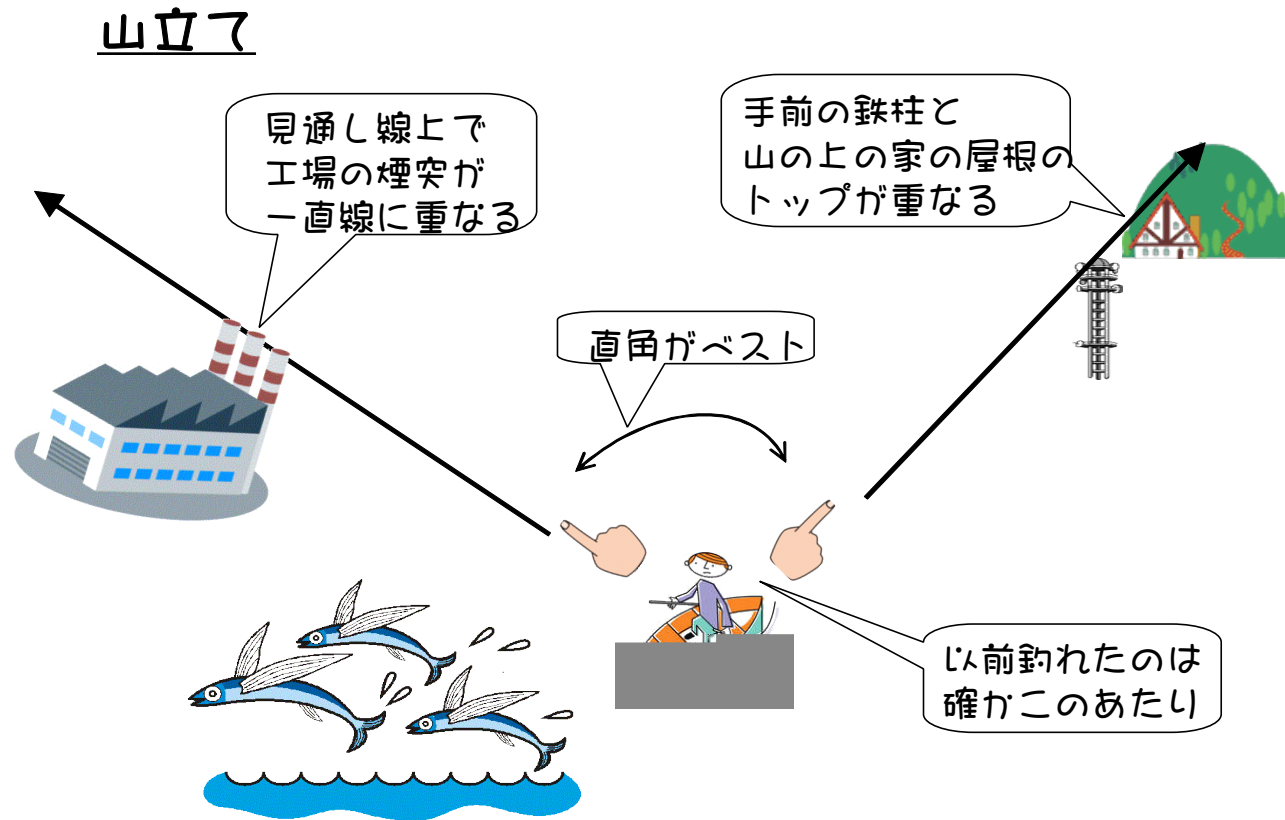 山立て
見通し線上で
工場の煙突が
一直線に重なる
手前の鉄柱と
山の上の家の屋根の
トップが重なる
直角がベスト
以前釣れたのは
確かこのあたり